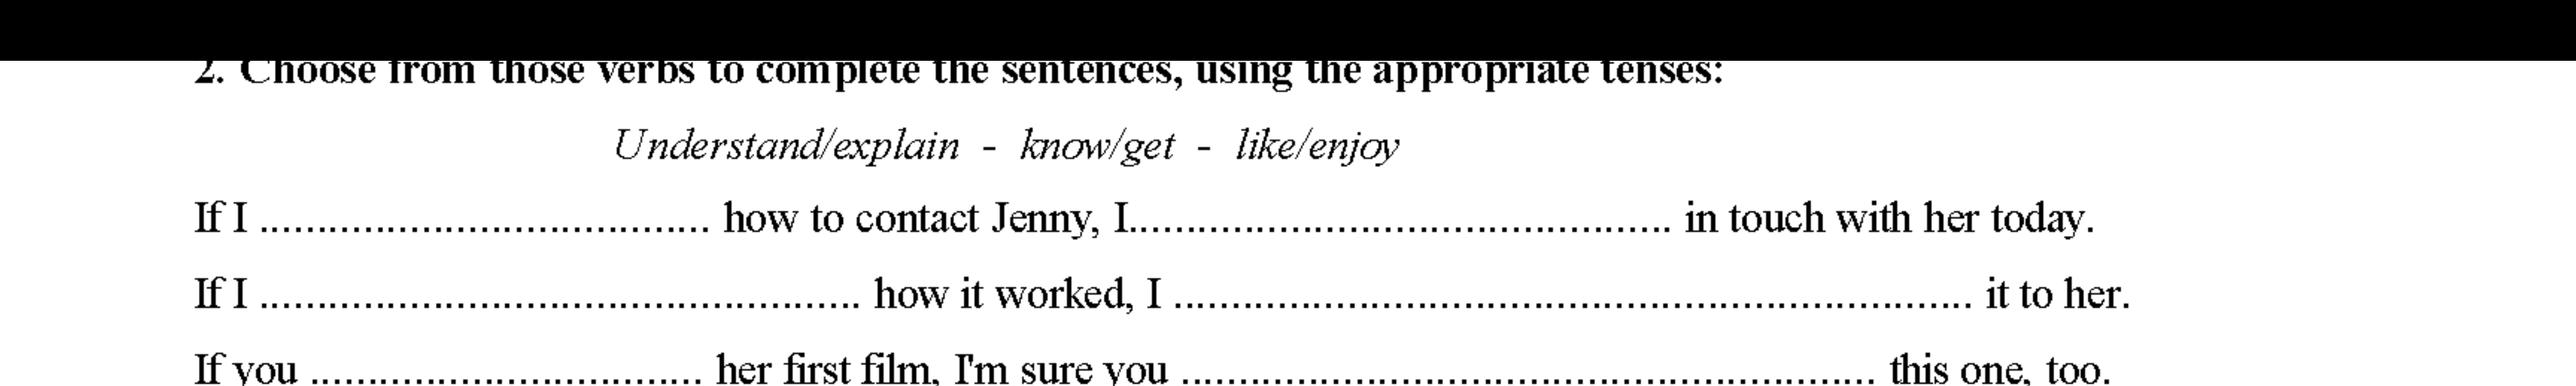 2. Choose from those verbs to complete the sentences, using the appropriate tenses:
Understand/explain - know/get - like/enjoy
If I ....................................... how to contact Jenny, I............................................... in touch with her today.
If I .................................................... how it worked, I ..................................................................... it to her.
If you .................................. her first film, I'm sure you ............................................................ this one, too.